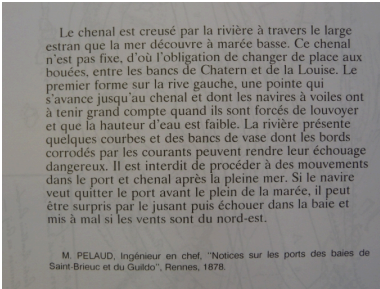 Le chenal est creusé par la rivière à travers le large
estran que la mer découvre à marée basse. Ce chenal
n'est pas fixe, d'où l'obligation de changer de place aux
bouées, entre les bancs de Chatern et de la Louise. Le
premier forme sur la rive gauche, une pointe qui
s'avance jusqu'au chenal et dont les navires à voiles ont
à tenir grand compte quand ils sont forcés de louvoyer
et que la hauteur d'eau est faible. La rivière présente
quelques courbes et des bancs de vase dont les bords
corrodés par les courants peuvent rendre leur échouage
dangereux. Il est interdit de procéder à des mouvements
dans le port et chenal après la pleine mer. Si le navire
veut quitter le port avant le plein de la marée, il peut
être surpris par le jusant puis échouer dans la baie et
mis à mal si les vents sont du nord-est.
M. PELAUD, Ingénieur en chef, "Notices sur les ports des baies de
Saint-Brieuc et du Guildo", Rennes, 1878.